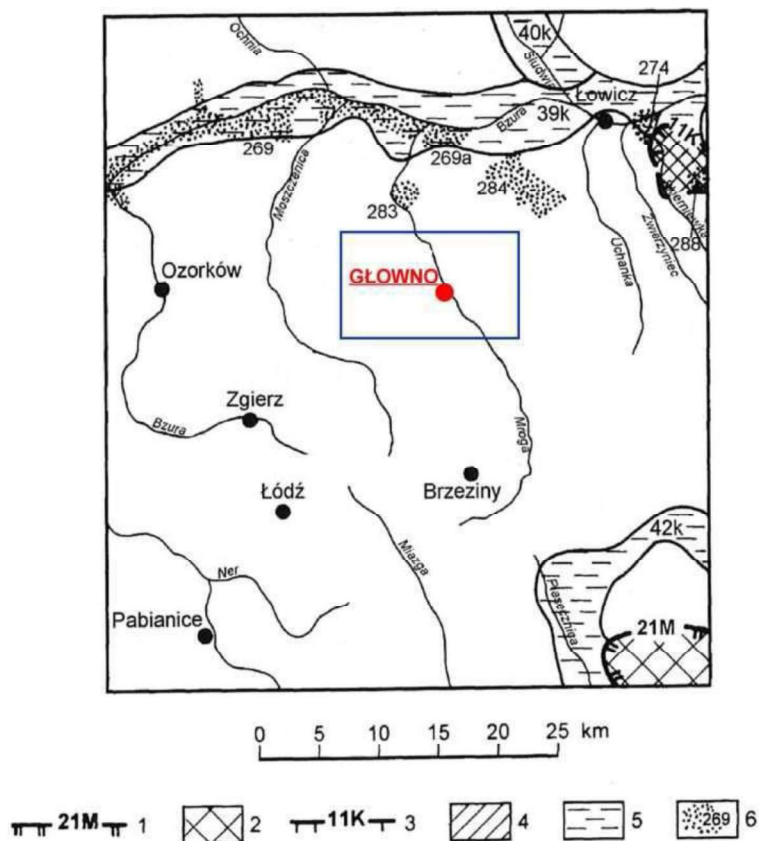 Ochnia
40k
Słudwia
274
Łowicz
Bzura
39k
11K
269
269a
Moszczenica
284
283
Zwierzyniec
288
Uchanka
GŁOWNO
Ozorków
Zgierz
Bzura
Mroga
Łódź
Brzeziny
42k
Miazga
Ner
Pabianice
21M
0 5 10 15 20 25 km
21M 1 2 11K 3 4 5 269 6